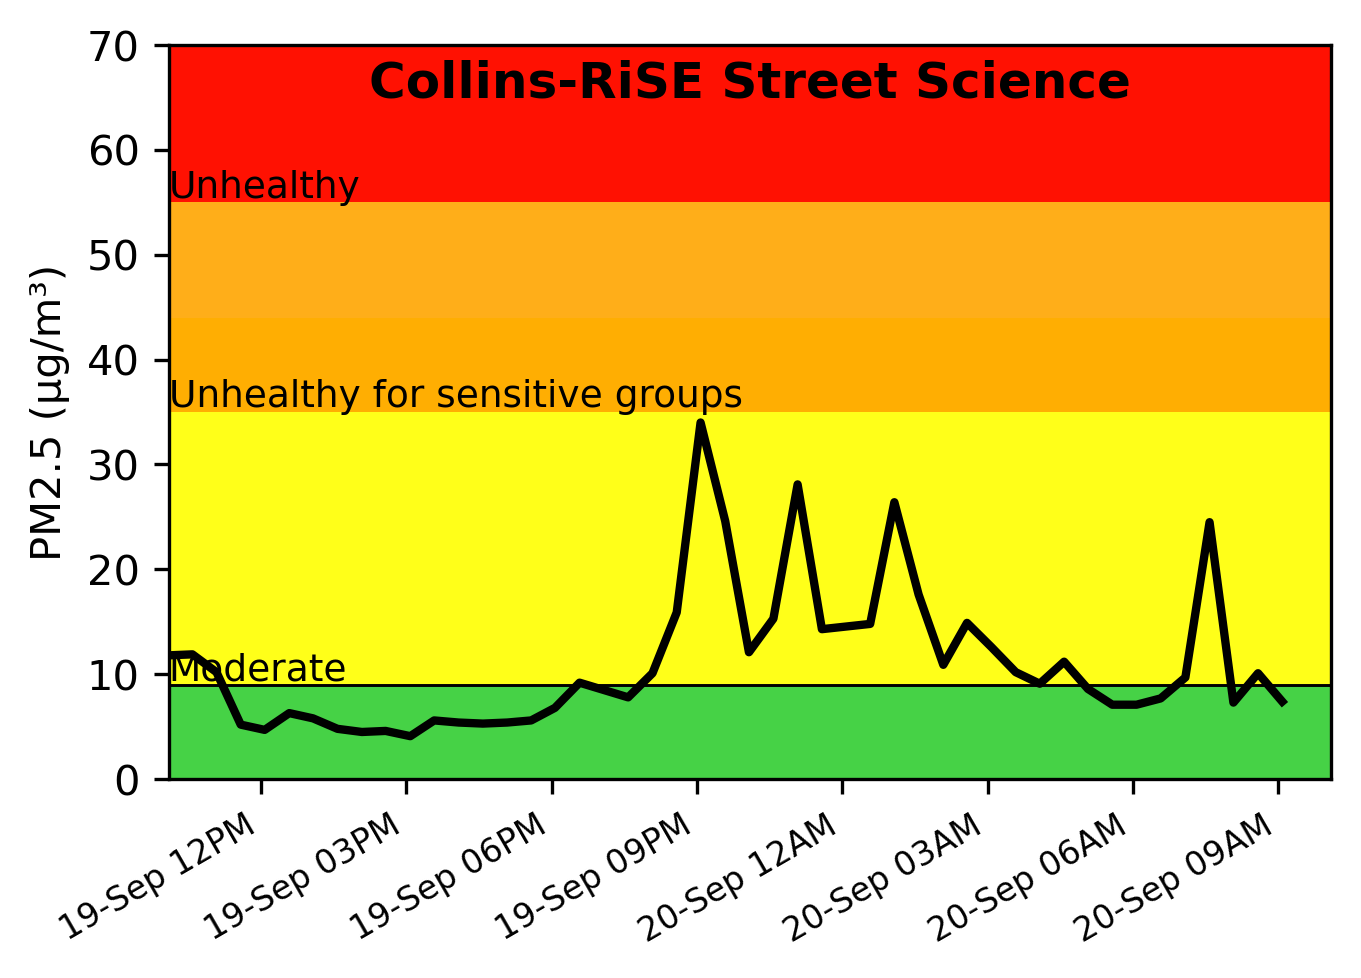 Collins-RiSE Street Science
PM2.5 (µg/m³)
70
60
50
40
30
20
10
0
Unhealthy
Unhealthy for sensitive groups
Moderate
19-Sep 12PM
19-Sep 03PM
19-Sep 06PM
19-Sep 09PM
20-Sep 12AM
20-Sep 03AM
20-Sep 06AM
20-Sep 09AM